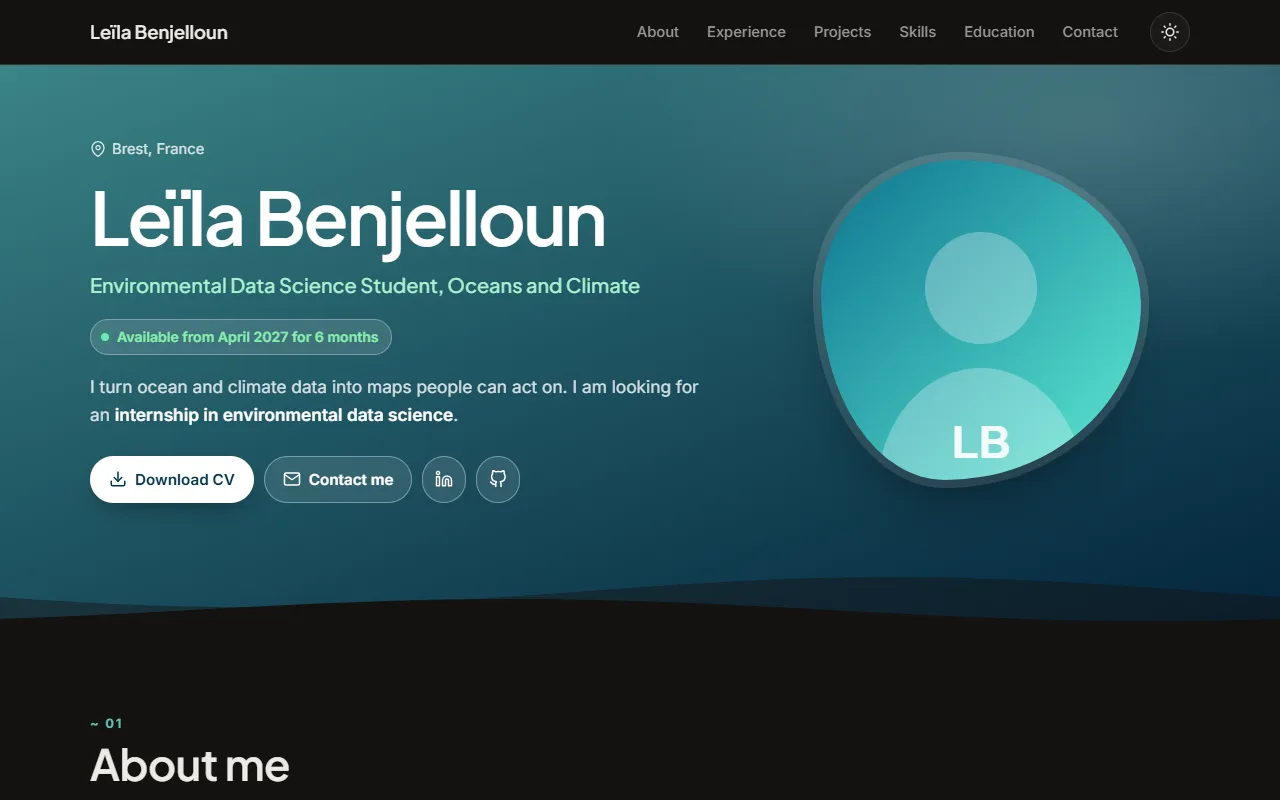 Leïla Benjelloun
About
Experience
Projects
Skills
Education
Contact
Brest, France
Leïla Benjelloun
Environmental Data Science Student, Oceans and Climate
Available from April 2027 for 6 months
I turn ocean and climate data into maps people can act on. I am looking for
an internship in environmental data science.
Download CV
Contact me
in
LB
~ 01
About me